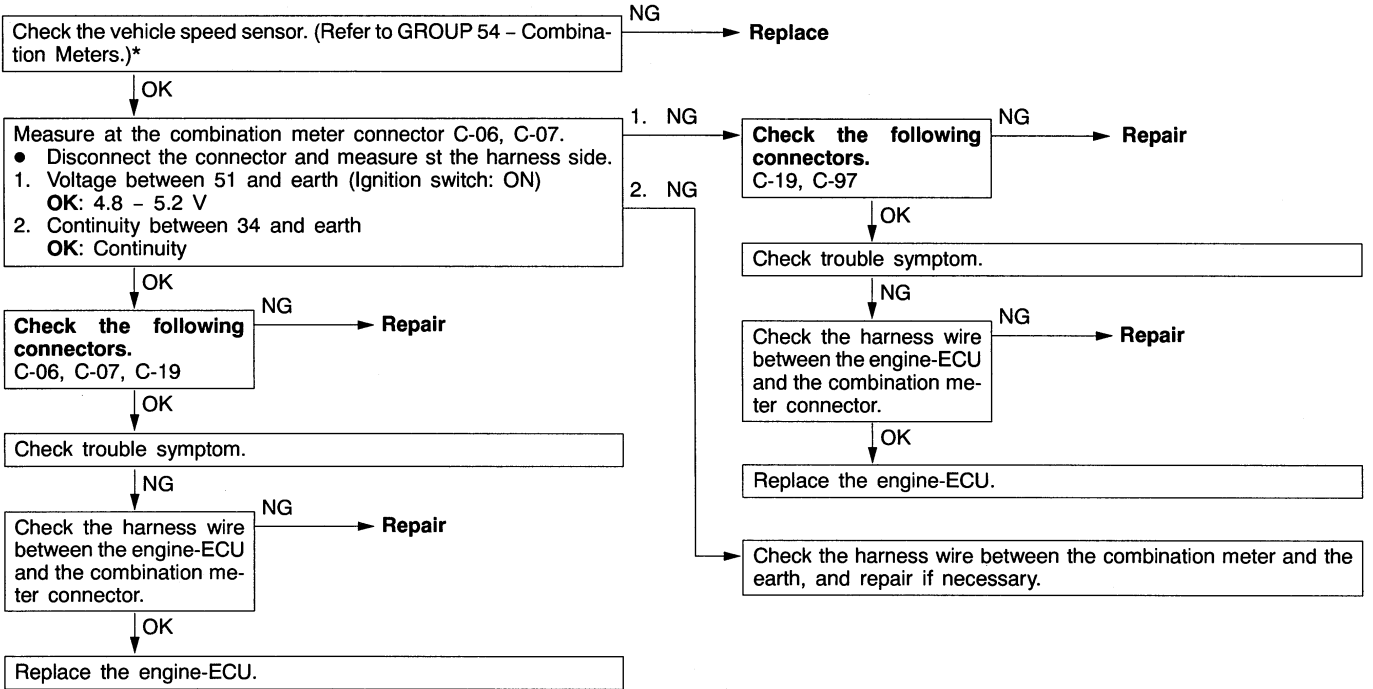 NG
Check the vehicle speed sensor. (Refer to GROUP 54 – Combina-
tion Meters.)*
Replace
OK
Measure at the combination meter connector C-06, C-07.
● Disconnect the connector and measure st the harness side.
1. Voltage between 51 and earth (Ignition switch: ON)
OK: 4.8 – 5.2 V
2. Continuity between 34 and earth
OK: Continuity
1. NG
2. NG
OK
Check the following
connectors.
C-06, C-07, C-19
NG
Repair
OK
Check trouble symptom.
NG
Check the harness wire
between the engine-ECU
and the combination me-
ter connector.
NG
Repair
OK
Replace the engine-ECU.
Check the following
connectors.
C-19, C-97
NG
Repair
OK
Check trouble symptom.
NG
Check the harness wire
between the engine-ECU
and the combination me-
ter connector.
NG
Repair
OK
Replace the engine-ECU.
Check the harness wire between the combination meter and the
earth, and repair if necessary.